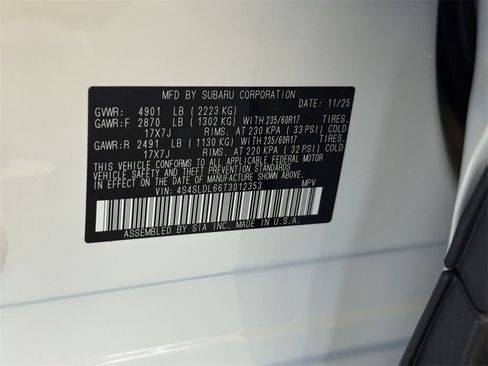 MFD BY SUBARU CORPORATION
GVWR: 4901 LB (2223 KG) DATE: 11/25
GAWR:F 2870 LB (1302 KG) WITH 235/60R17 TIRES.
17X7J RIMS. AT 230 KPA (33 PSI) COLD
GAWR:R 2491 LB (1130 KG) WITH 235/60R17 TIRES.
17X7J RIMS. AT 220 KPA (32 PSI) COLD
THIS VEHICLE CONFORMS TO ALL APPLICABLE FEDERAL MOTOR
VEHICLE SAFETY AND THEFT PREVENTION STANDARDS
IN EFFECT ON THE DATE OF MANUFACTURE SHOWN ABOVE.
VIN: 4S4SLDL66T3012353 MPV
ASSEMBLED BY SIA INC. MADE IN U.S.A.